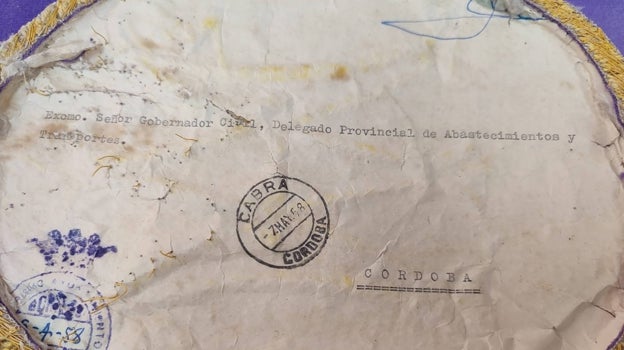 Excmo. Señor Gobernador Civil, Delegado Provincial de Abastecimientos y
Transportes.
CABRA
CORDOBA
CORDOBA